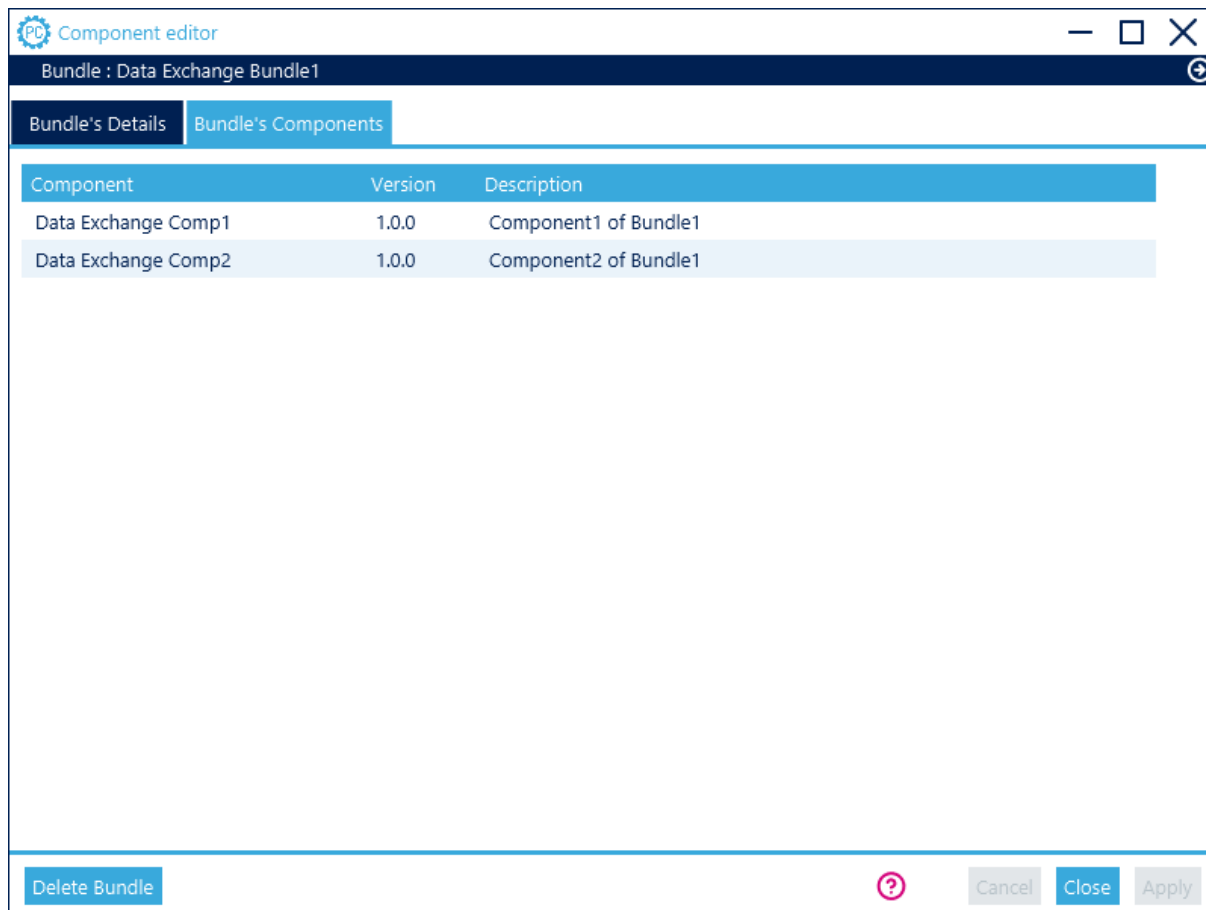 PC Component editor
Bundle : Data Exchange Bundle1
Bundle's Details Bundle's Components
Component Version Description
Data Exchange Comp1 1.0.0 Component1 of Bundle1
Data Exchange Comp2 1.0.0 Component2 of Bundle1
Delete Bundle ? Cancel Close Apply